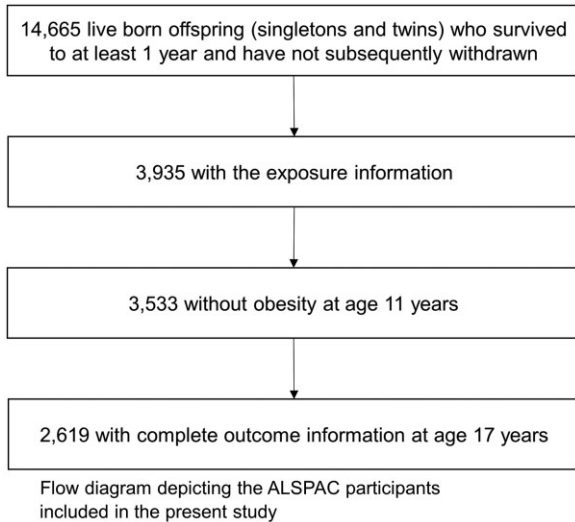 14,665 live born offspring (singletons and twins) who survived
to at least 1 year and have not subsequently withdrawn
3,935 with the exposure information
3,533 without obesity at age 11 years
2,619 with complete outcome information at age 17 years
Flow diagram depicting the ALSPAC participants
included in the present study